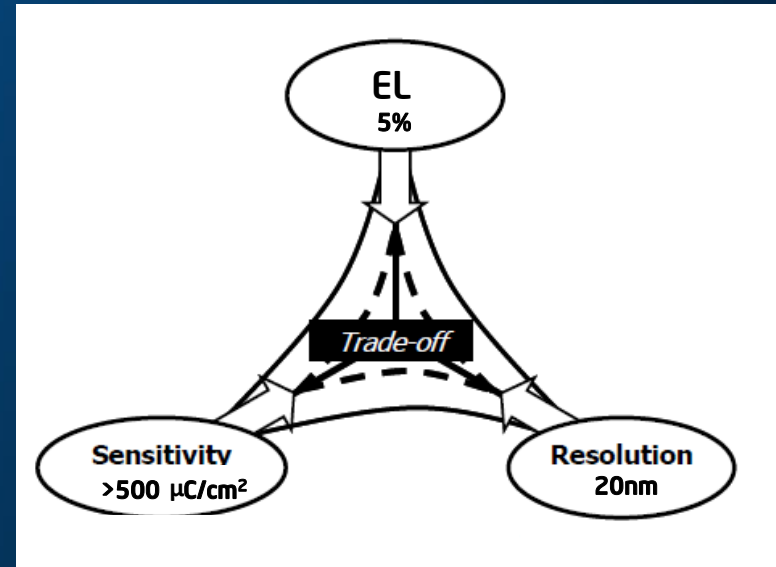 EL
5%
Trade-off
Sensitivity
>500 μC/cm²
Resolution
20nm